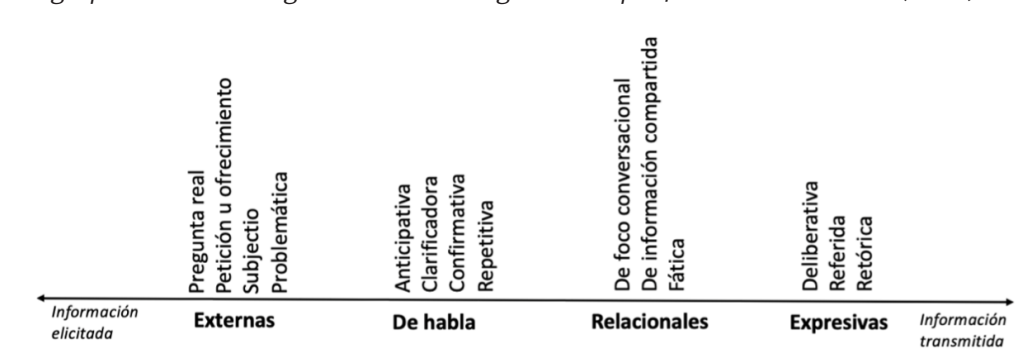 Pregunta real
Petición u ofrecimiento
Subjectio
Problemática
Anticipativa
Clarificadora
Confirmativa
Repetitiva
De foco conversacional
De información compartida
Fática
Deliberativa
Referida
Retórica
Información
elicitada
Externas
De habla
Relacionales
Expresivas
Información
transmitida